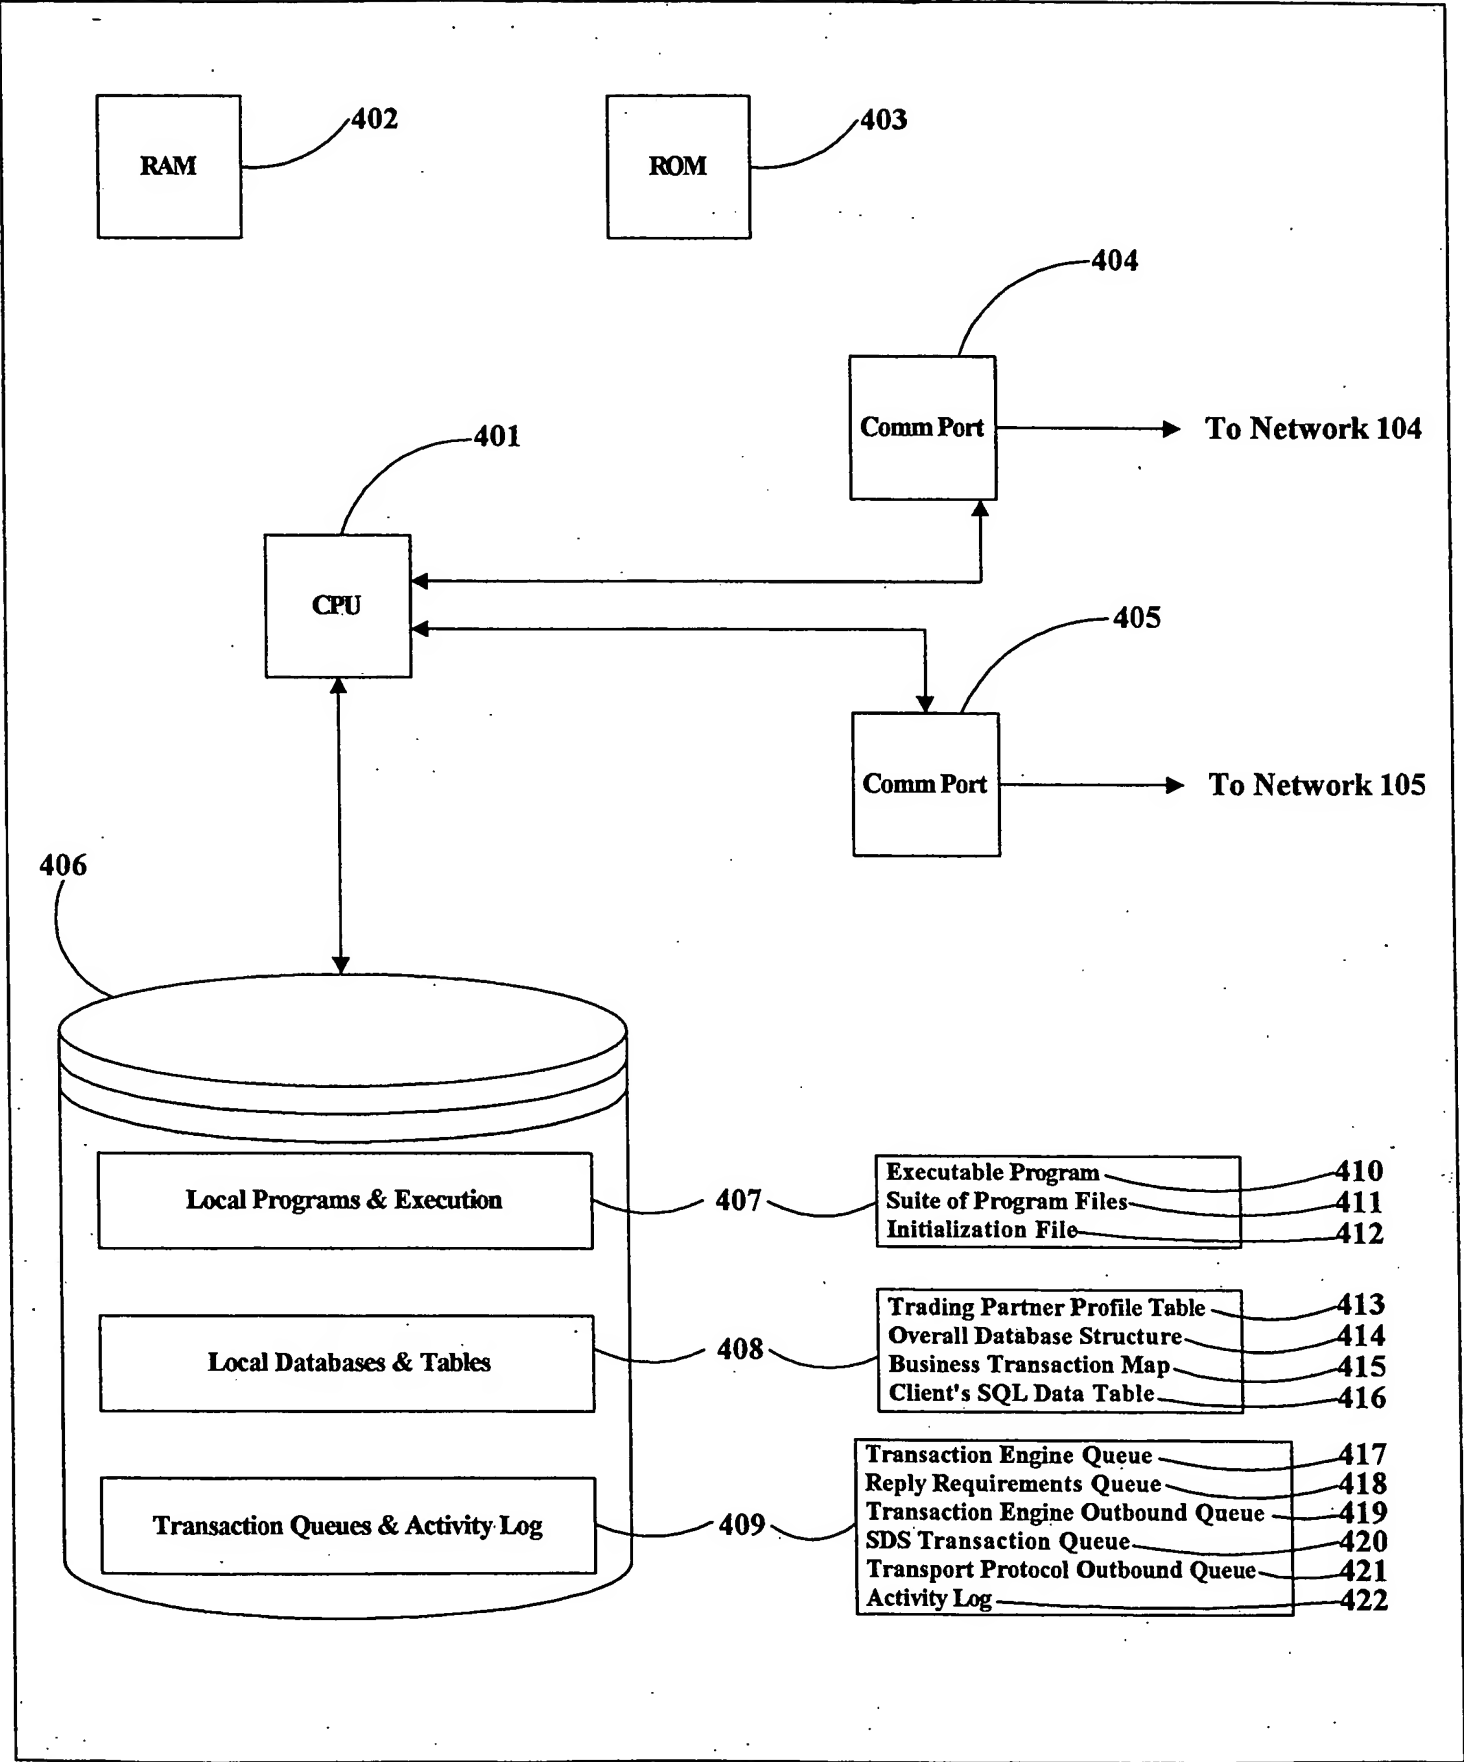 402
RAM
403
ROM
404
Comm Port
To Network 104
401
CPU
405
Comm Port
To Network 105
406
Local Programs & Execution
407
Executable Program 410
Suite of Program Files 411
Initialization File 412
Local Databases & Tables
408
Trading Partner Profile Table 413
Overall Database Structure 414
Business Transaction Map 415
Client's SQL Data Table 416
Transaction Queues & Activity Log
409
Transaction Engine Queue 417
Reply Requirements Queue 418
Transaction Engine Outbound Queue 419
SDS Transaction Queue 420
Transport Protocol Outbound Queue 421
Activity Log 422